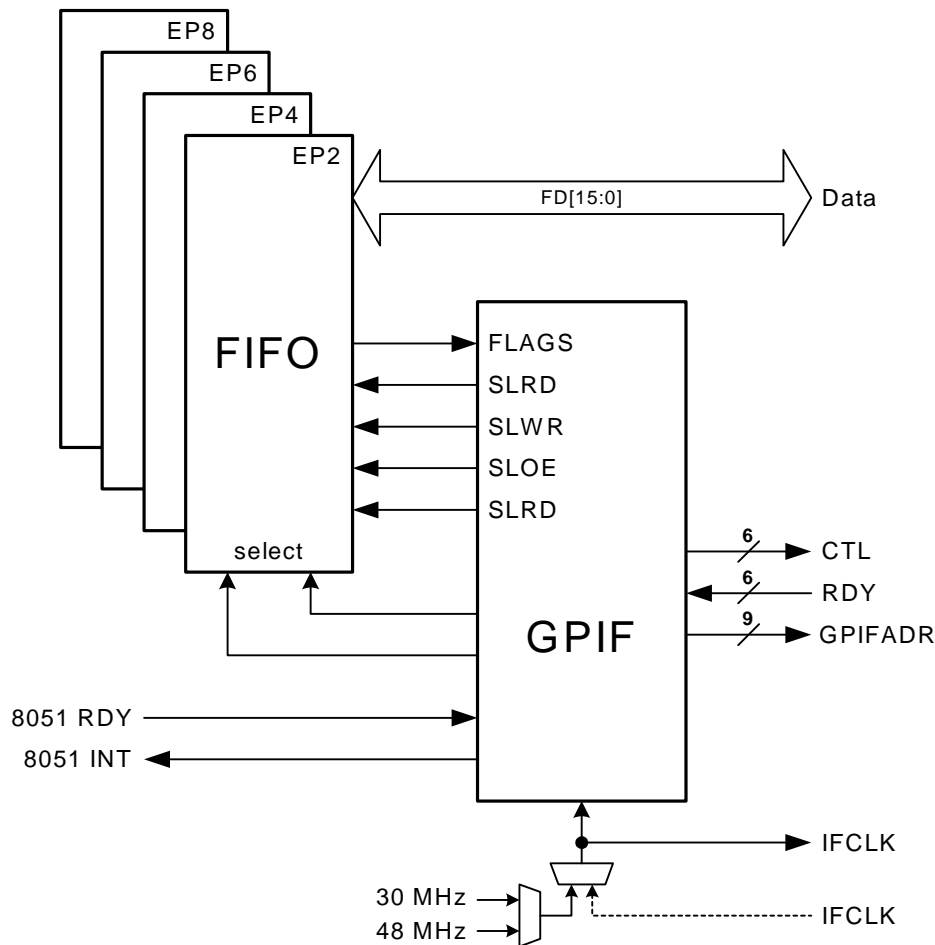 EP8
EP6
EP4
EP2
FD[15:0]
Data
FIFO
FLAGS
SLRD
SLWR
SLOE
SLRD
select
GPIF
6
CTL
6
RDY
9
GPIFADR
8051 RDY
8051 INT
IFCLK
30 MHz
48 MHz
IFCLK